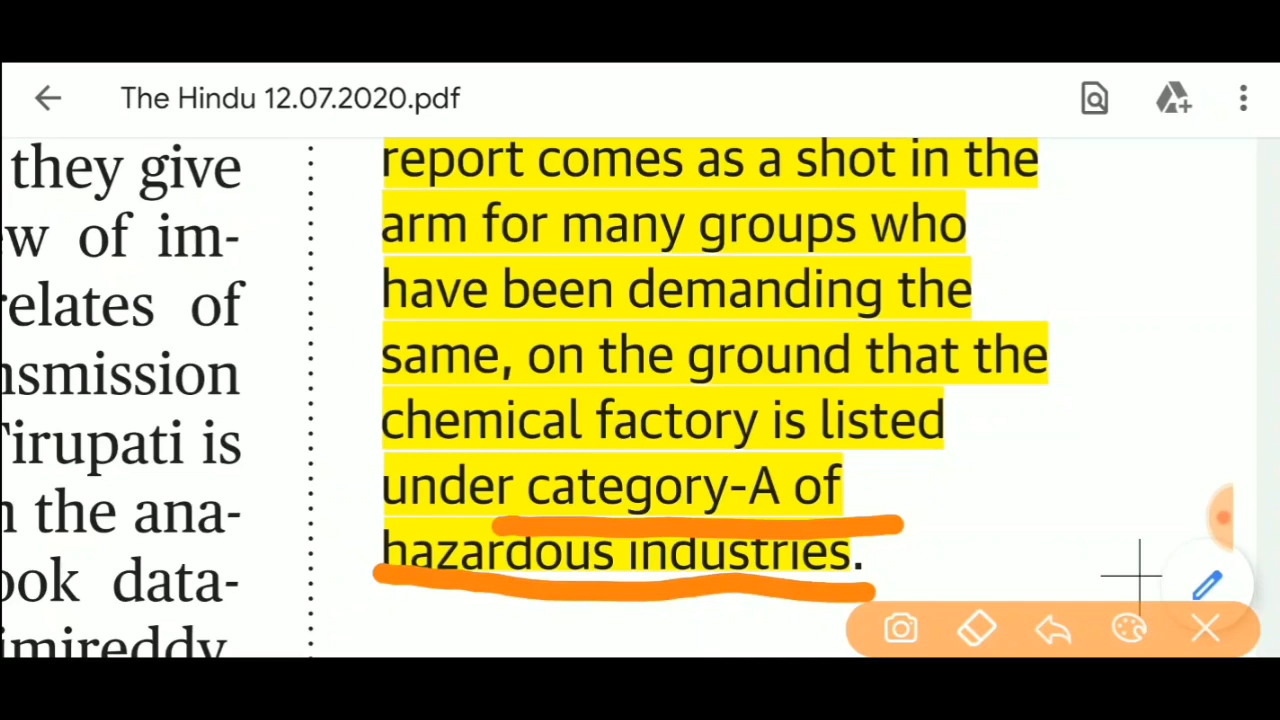 The Hindu 12.07.2020.pdf
they give
w of im-
elates of
nsmission
Tirupati is
n the ana-
ook data-
imireddy
report comes as a shot in the
arm for many groups who
have been demanding the
same, on the ground that the
chemical factory is listed
under category-A of
hazardous industries.